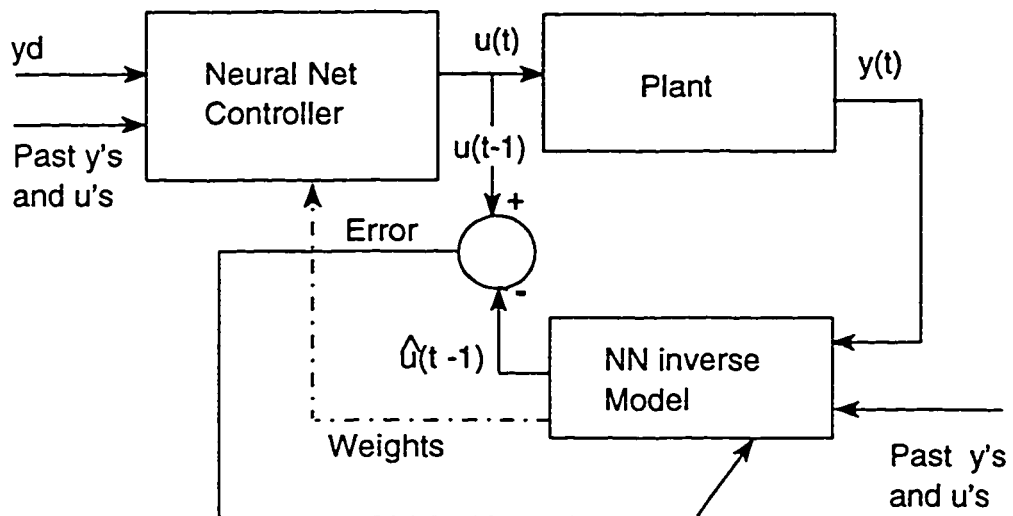 yd
Neural Net
Controller
u(t)
Plant
y(t)
Past y's
and u's
u(t-1)
+
Error
-
û(t -1)
NN inverse
Model
Weights
Past y's
and u's